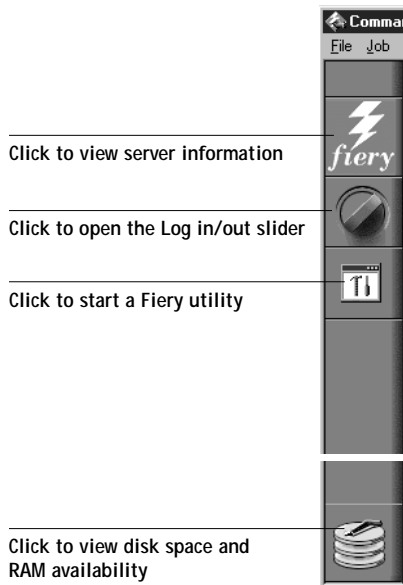 Comma
File Job
fiery
Click to view server information
Click to open the Log in/out slider
Click to start a Fiery utility
Click to view disk space and
RAM availability